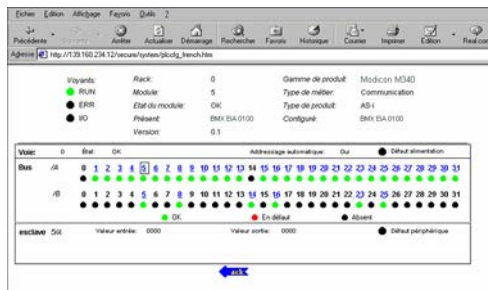 Fichier Edition Affichage Favoris Outils ?
Précédente Arrêter Actualiser Démarrage Rechercher Favoris Historique Courrier Imprimer Edition Real.com
Adresse http://139.160.234.12/secure/system/plccfg_french.htm
Voyants: Rack: 0 Gamme de produit: Modicon M340
RUN Module: 5 Type de métier: Communication
ERR Etat du module: OK Type de produit: AS-i
I/O Présent: BMX EIA 0100 Configuré: BMX EIA 0100
Version: 0.1
Voie: 0 État: OK Addressage automatique: Oui Défaut alimentation
Bus /A 0 1 2 3 4 5 6 7 8 9 10 11 12 13 14 15 16 17 18 19 20 21 22 23 24 25 26 27 28 29 30 31
/B 0 1 2 3 4 5 6 7 8 9 10 11 12 13 14 15 16 17 18 19 20 21 22 23 24 25 26 27 28 29 30 31
OK En défaut Absent
esclave 5/A Valeur entrée: 0000 Valeur sortie: 0000 Défaut périphérique